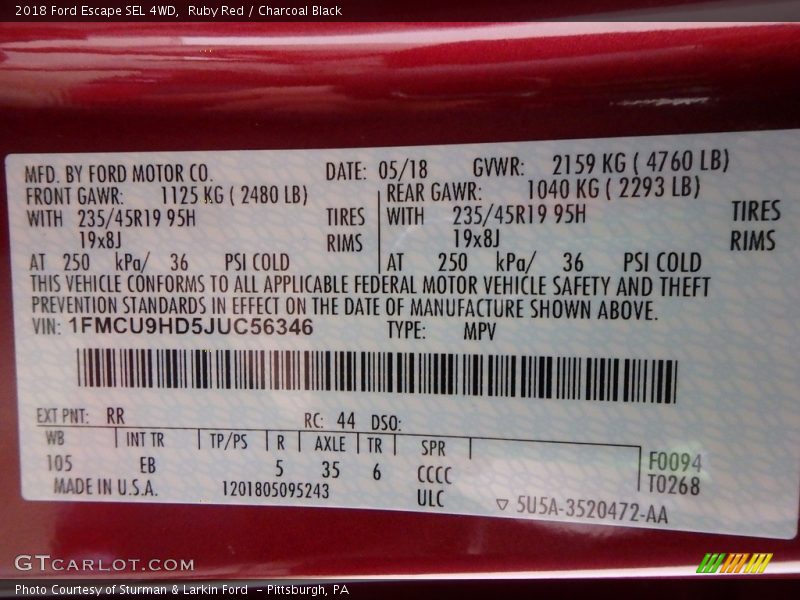 2018 Ford Escape SEL 4WD, Ruby Red / Charcoal Black
MFD. BY FORD MOTOR CO. DATE: 05/18 GVWR: 2159 KG ( 4760 LB)
FRONT GAWR: 1125 KG ( 2480 LB) REAR GAWR: 1040 KG ( 2293 LB)
WITH 235/45R19 95H TIRES WITH 235/45R19 95H TIRES
19x8J RIMS 19x8J RIMS
AT 250 kPa/ 36 PSI COLD AT 250 kPa/ 36 PSI COLD
THIS VEHICLE CONFORMS TO ALL APPLICABLE FEDERAL MOTOR VEHICLE SAFETY AND THEFT
PREVENTION STANDARDS IN EFFECT ON THE DATE OF MANUFACTURE SHOWN ABOVE.
VIN: 1FMCU9HD5JUC56346 TYPE: MPV
EXT PNT: RR RC: 44 DSO:
WB INT TR TP/PS R AXLE TR SPR
105 EB 5 35 6 CCCC F0094
MADE IN U.S.A. 1201805095243 ULC T0268
5U5A-3520472-AA
GTCARLOT.COM
Photo Courtesy of Sturman & Larkin Ford - Pittsburgh, PA